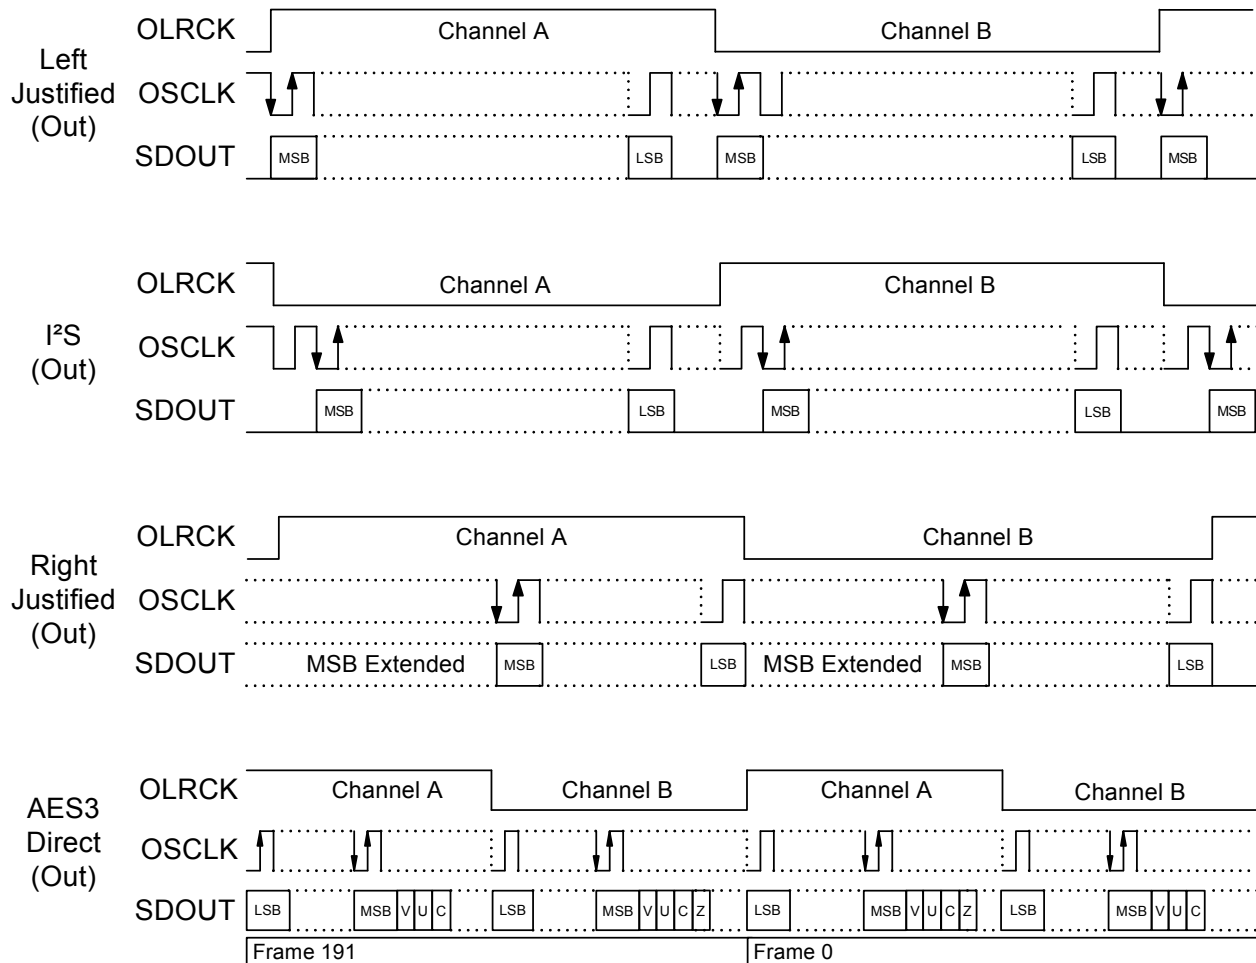 Left
Justified
(Out)
OLRCK Channel A Channel B
OSCLK
SDOUT MSB LSB MSB LSB MSB
I²S
(Out)
OLRCK Channel A Channel B
OSCLK
SDOUT MSB LSB MSB LSB MSB
Right
Justified
(Out)
OLRCK Channel A Channel B
OSCLK
SDOUT MSB Extended MSB LSB MSB Extended MSB LSB
AES3
Direct
(Out)
OLRCK Channel A Channel B Channel A Channel B
OSCLK
SDOUT LSB MSB V U C LSB MSB V U C Z LSB MSB V U C Z LSB MSB V U C
Frame 191 Frame 0